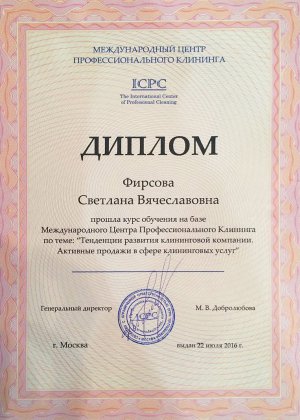 МЕЖДУНАРОДНЫЙ ЦЕНТР
ПРОФЕССИОНАЛЬНОГО КЛИНИНГА
ICPC
The International Center
of Professional Cleaning
ДИПЛОМ
Фирсова
Светлана Вячеславовна
прошла курс обучения на базе
Международного Центра Профессионального Клининга
по теме: "Тенденции развития клининговой компании.
Активные продажи в сфере клининговых услуг"
Генеральный директор
М. В. Добролюбова
ICPC
г. Москва
выдан 22 июля 2016 г.